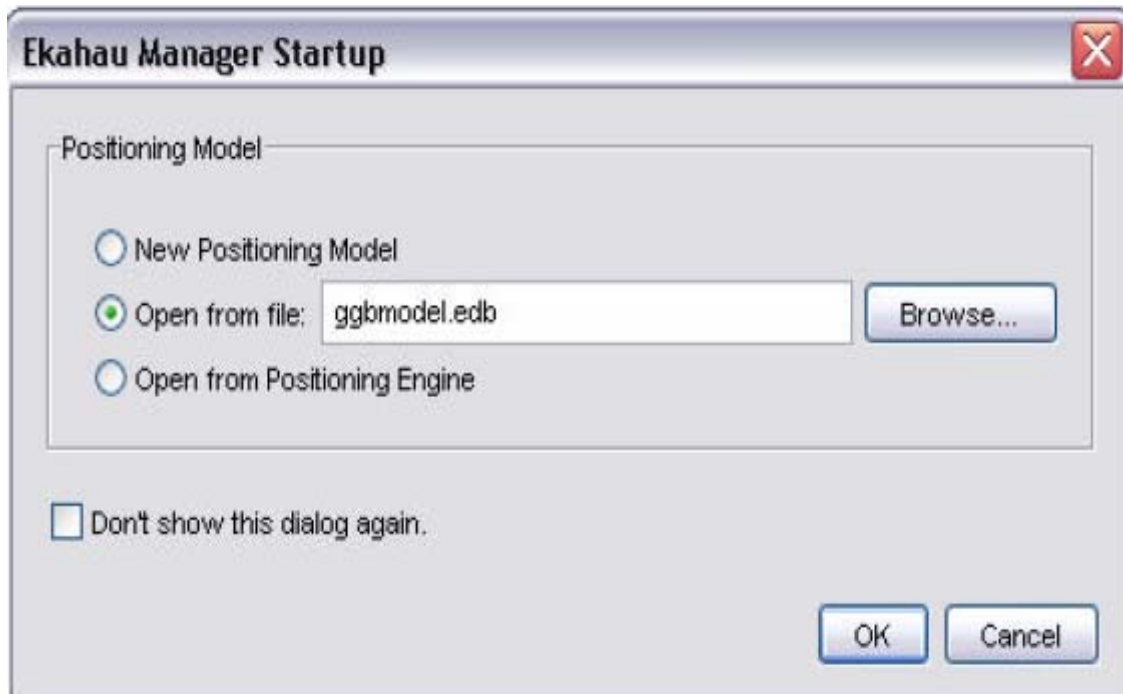 Ekahau Manager Startup
Positioning Model
New Positioning Model
Open from file: ggbmodel.edb Browse...
Open from Positioning Engine
Don't show this dialog again.
OK Cancel